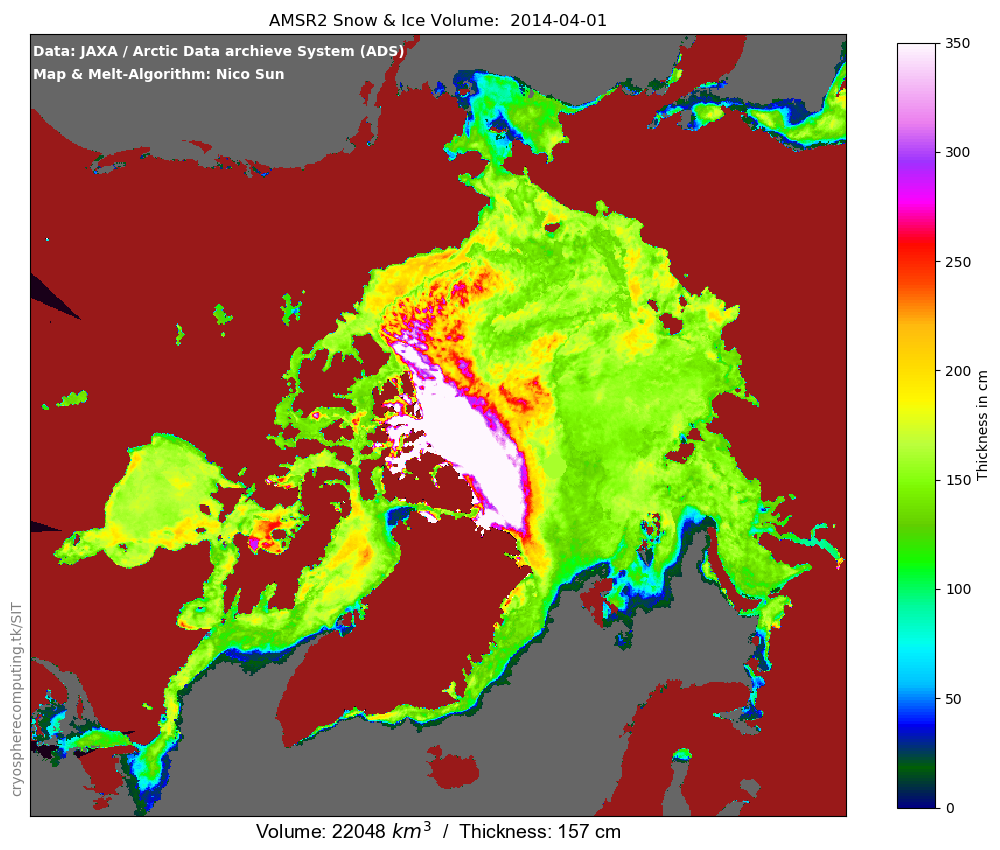 AMSR2 Snow & Ice Volume:  2014-04-01
Data: JAXA / Arctic Data archieve System (ADS)
Map & Melt-Algorithm: Nico Sun
350
300
250
200
150
100
50
0
Thickness in cm
cryospherecomputing.tk/SIT
Volume: 22048 km³  /  Thickness: 157 cm